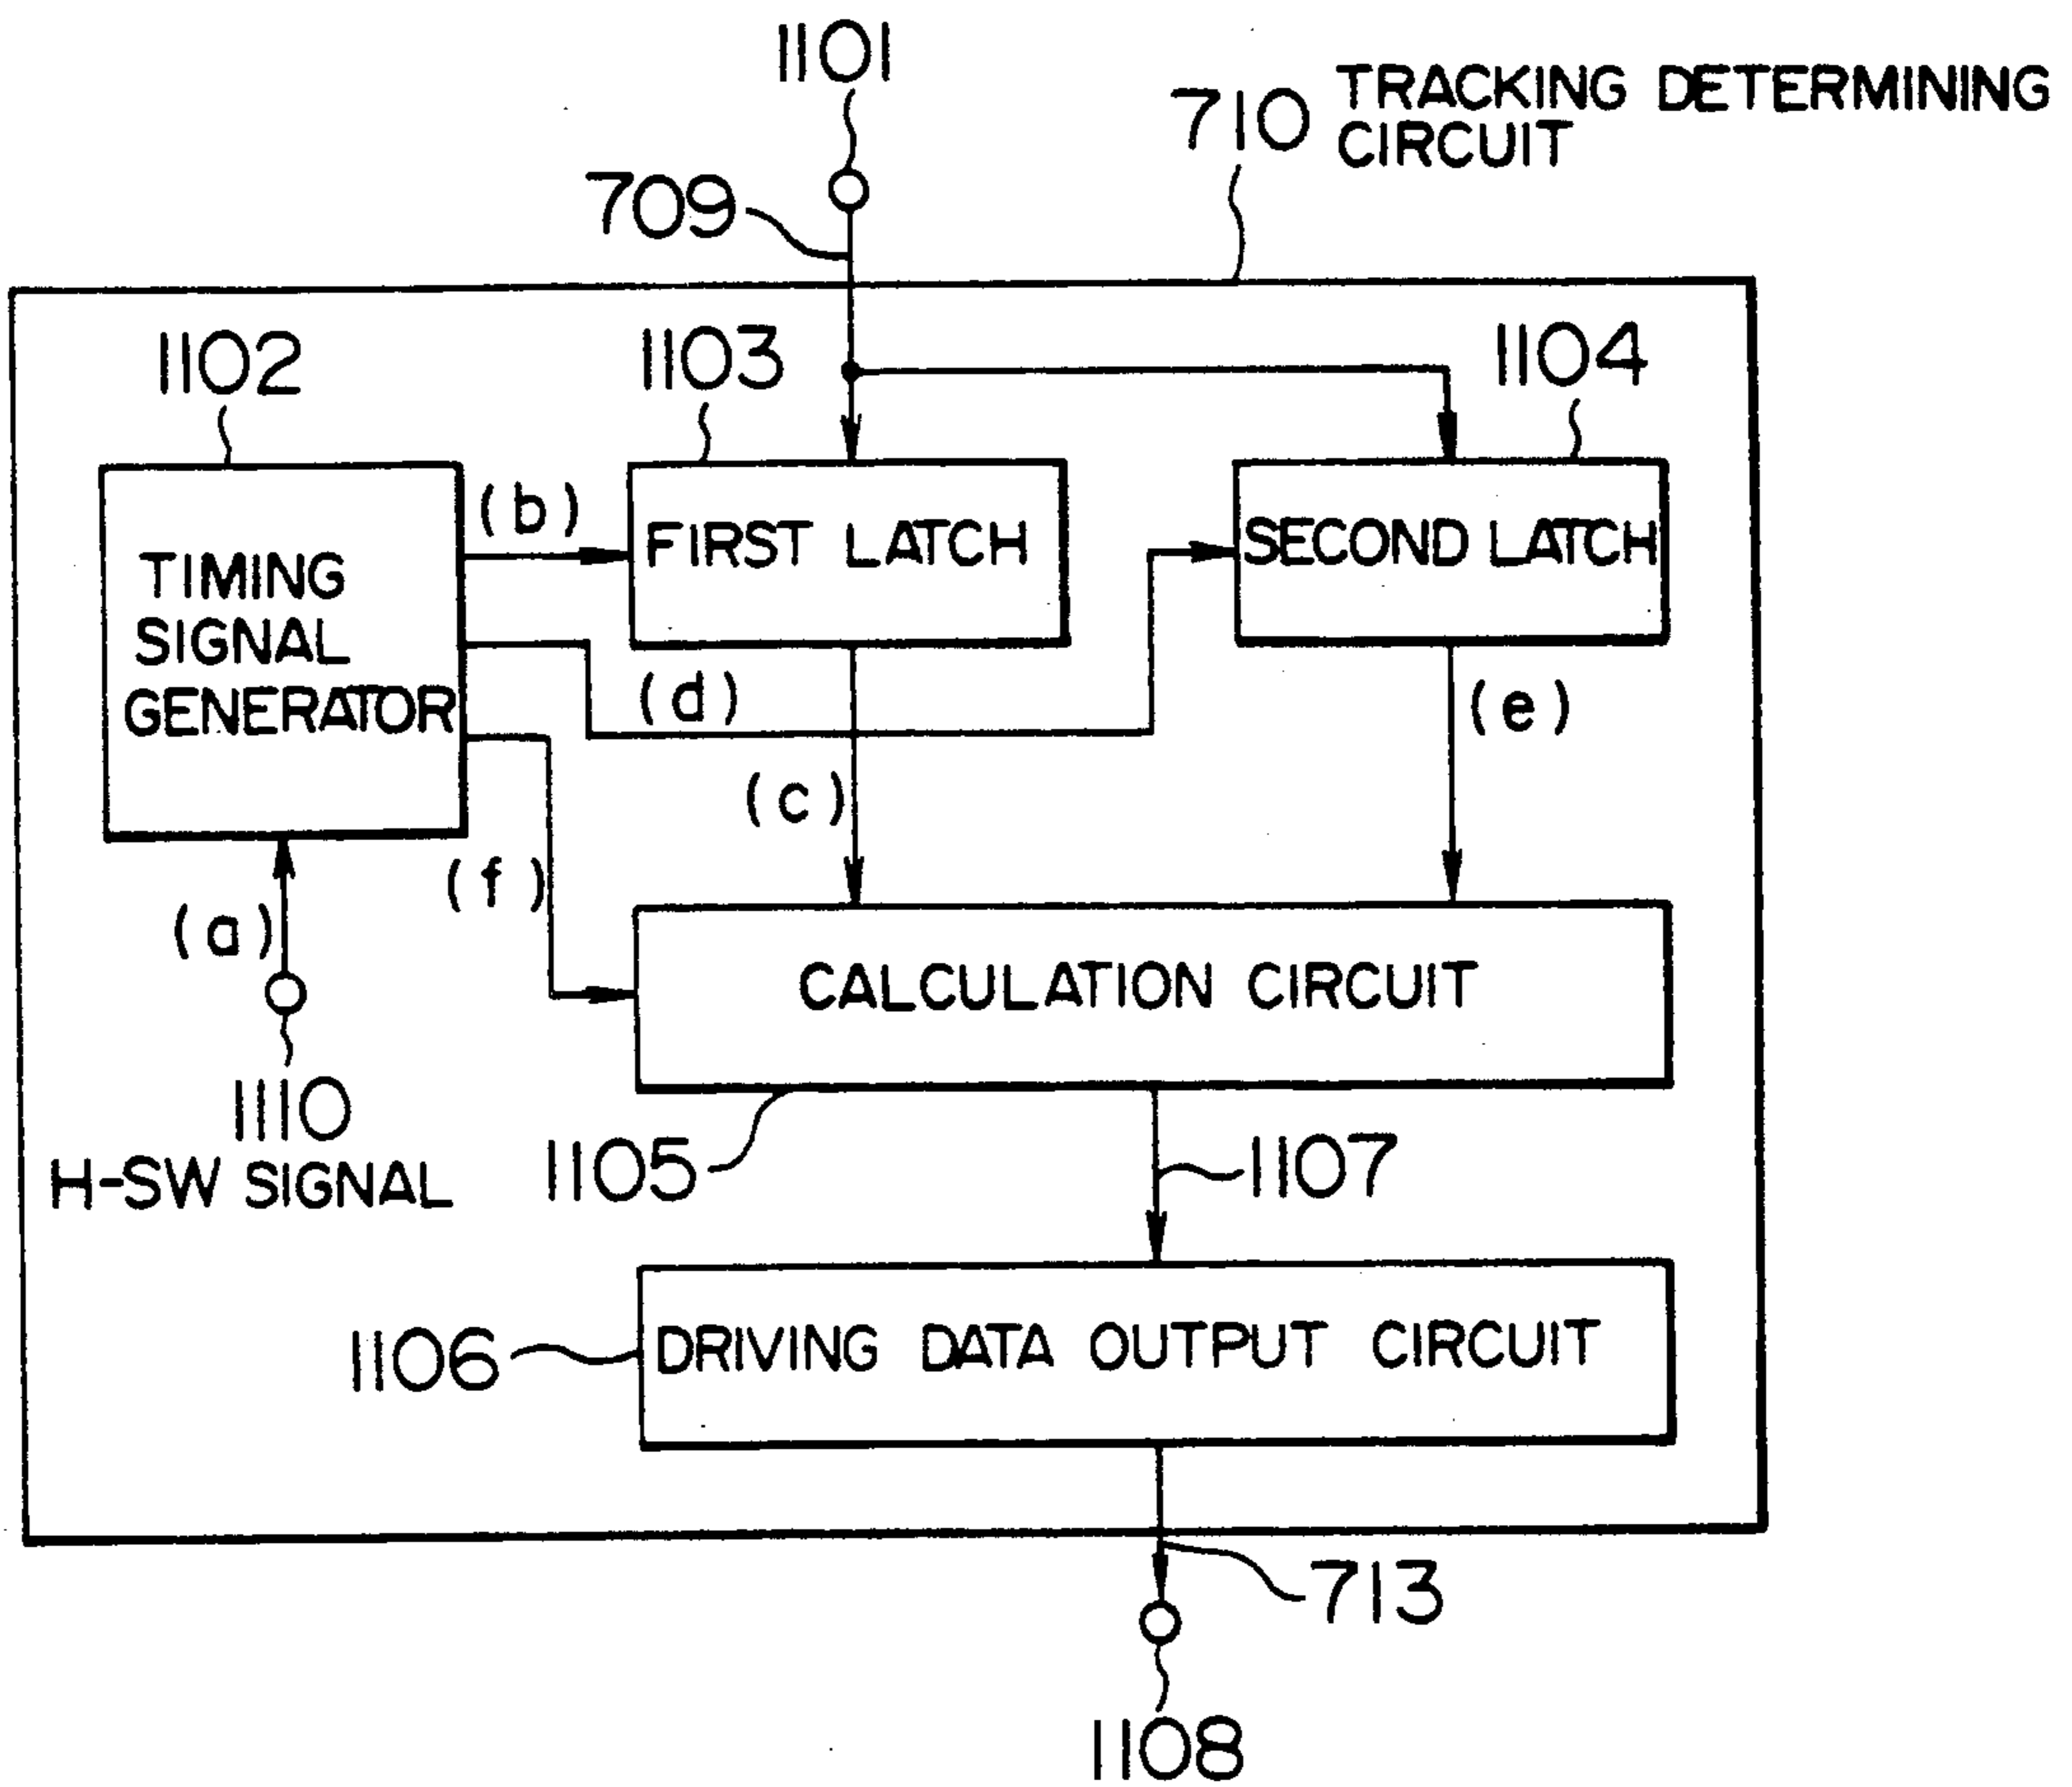 1101
710 TRACKING DETERMINING
CIRCUIT
709
1102
1103
1104
(b)
FIRST LATCH
SECOND LATCH
TIMING
SIGNAL
GENERATOR
(d)
(e)
(c)
(f)
(a)
CALCULATION CIRCUIT
1110
H-SW SIGNAL
1105
1107
1106
DRIVING DATA OUTPUT CIRCUIT
713
1108